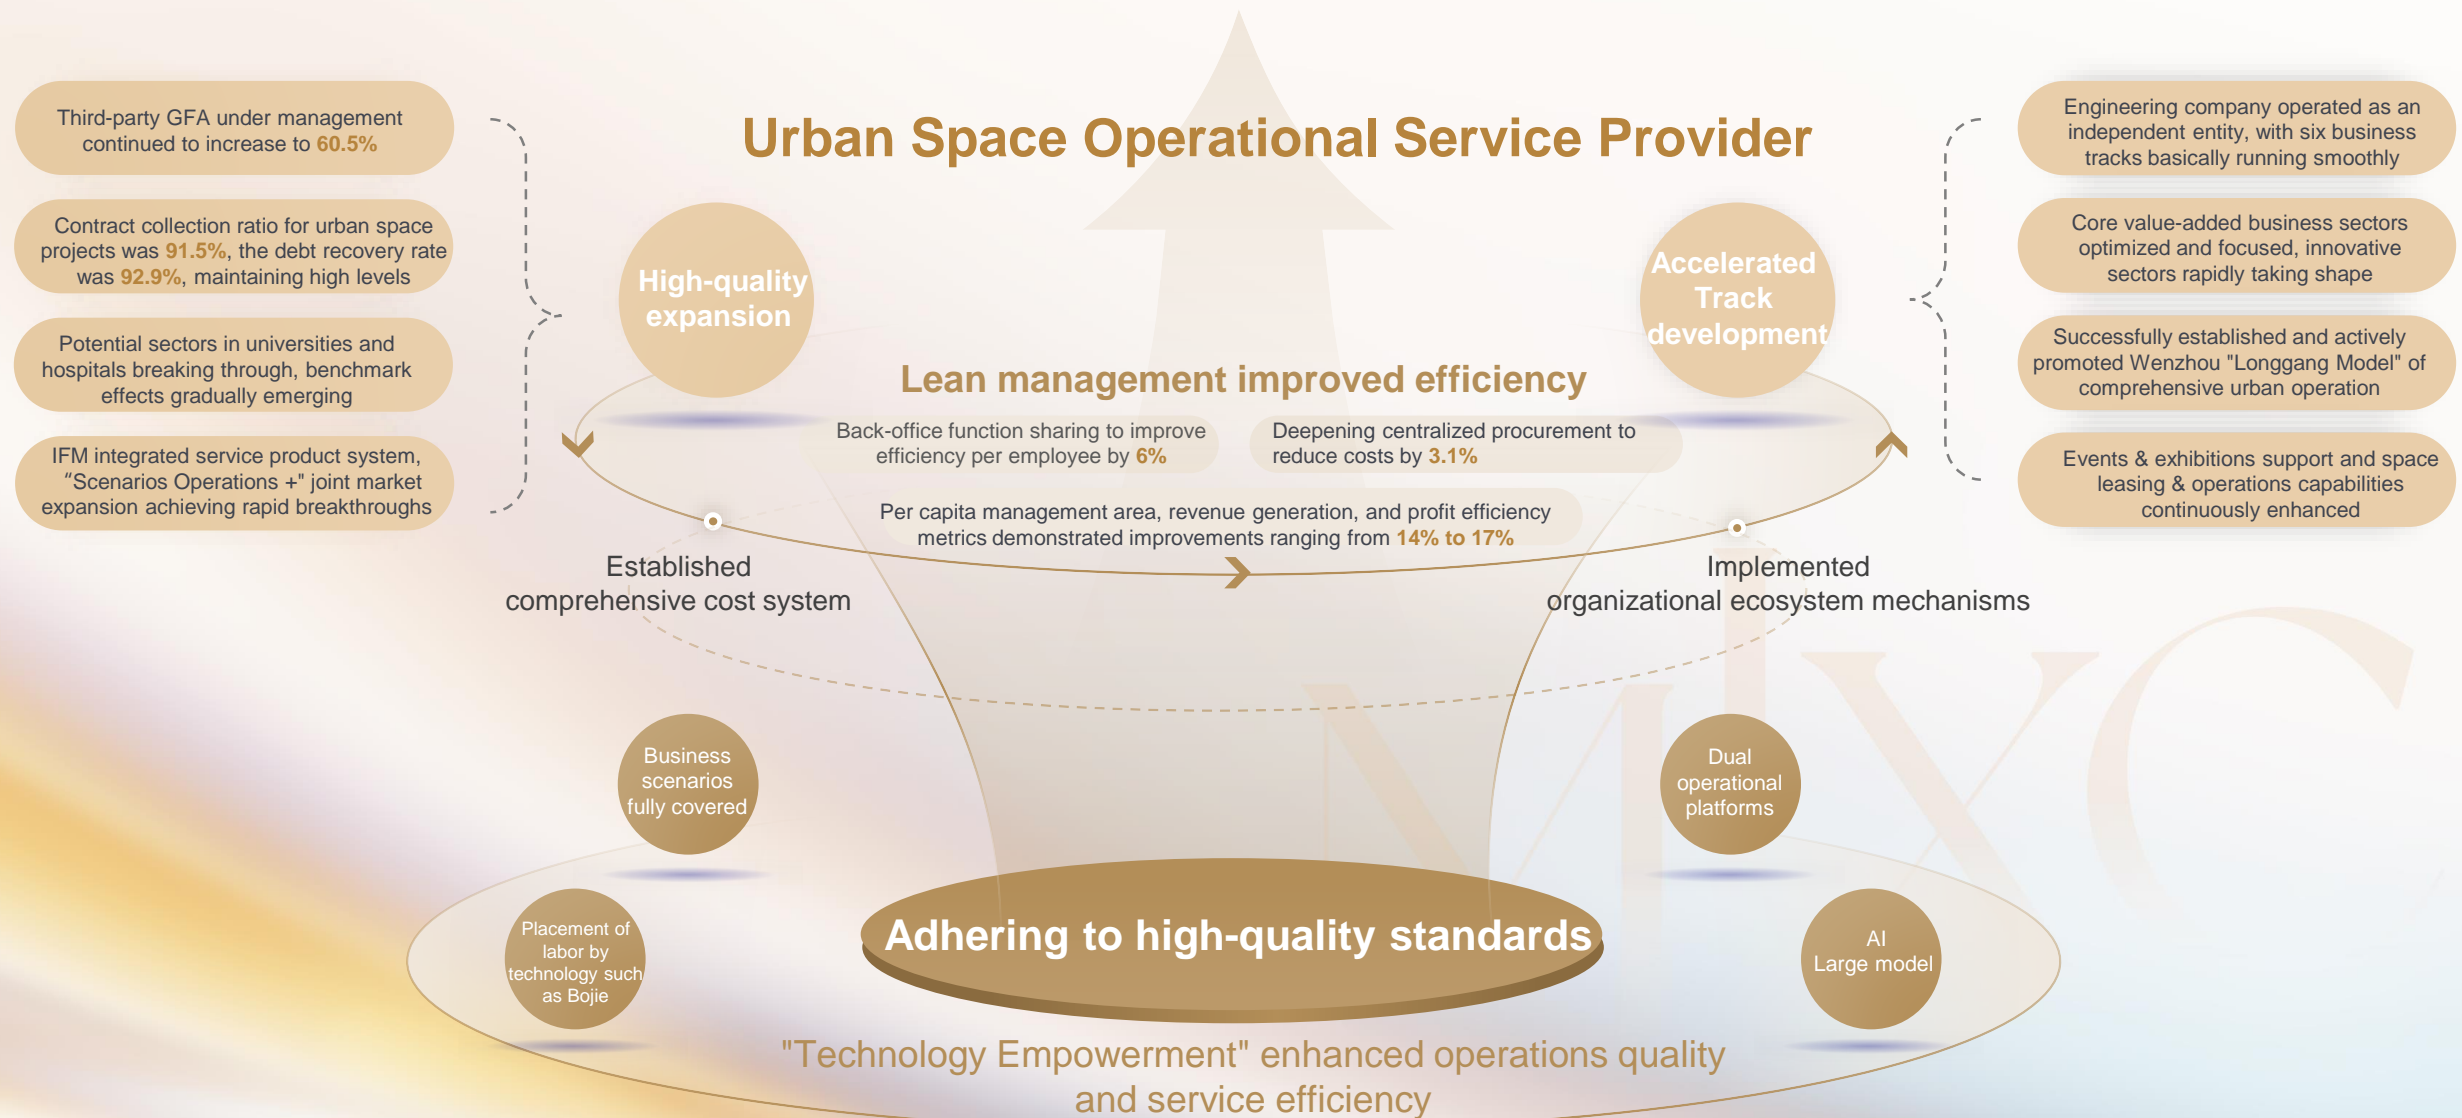 Urban Space Operational Service Provider
Third-party GFA under management
continued to increase to 60.5%
Contract collection ratio for urban space
projects was 91.5%, the debt recovery rate
was 92.9%, maintaining high levels
Potential sectors in universities and
hospitals breaking through, benchmark
effects gradually emerging
IFM integrated service product system,
“Scenarios Operations +" joint market
expansion achieving rapid breakthroughs
High-quality
expansion
Accelerated
Track
development
Engineering company operated as an
independent entity, with six business
tracks basically running smoothly
Core value-added business sectors
optimized and focused, innovative
sectors rapidly taking shape
Successfully established and actively
promoted Wenzhou "Longgang Model" of
comprehensive urban operation
Events & exhibitions support and space
leasing & operations capabilities
continuously enhanced
Lean management improved efficiency
Back-office function sharing to improve
efficiency per employee by 6%
Deepening centralized procurement to
reduce costs by 3.1%
Per capita management area, revenue generation, and profit efficiency
metrics demonstrated improvements ranging from 14% to 17%
Established
comprehensive cost system
Implemented
organizational ecosystem mechanisms
MIXC
Business
scenarios
fully covered
Dual
operational
platforms
Placement of
labor by
technology such
as Bojie
Adhering to high-quality standards
AI
Large model
"Technology Empowerment" enhanced operations quality
and service efficiency